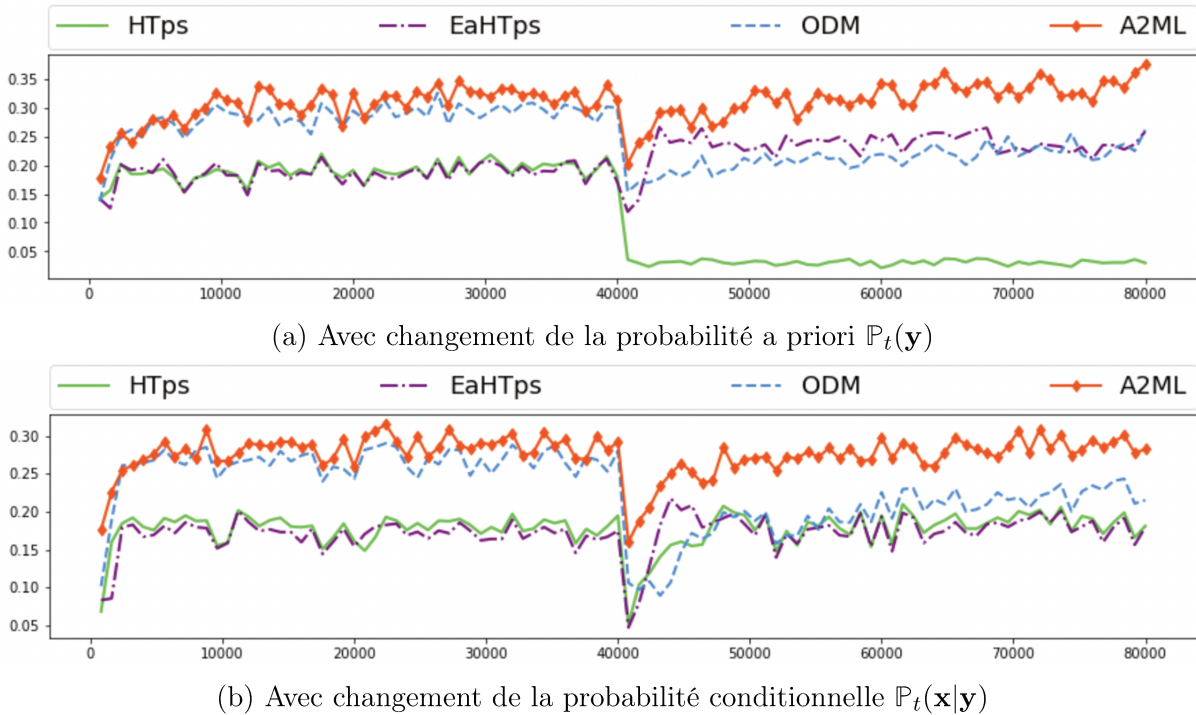 HTps EaHTps ODM A2ML
0.35
0.30
0.25
0.20
0.15
0.10
0.05
0 10000 20000 30000 40000 50000 60000 70000 80000
(a) Avec changement de la probabilité a priori ℙₜ(𝐲)
HTps EaHTps ODM A2ML
0.30
0.25
0.20
0.15
0.10
0.05
0 10000 20000 30000 40000 50000 60000 70000 80000
(b) Avec changement de la probabilité conditionnelle ℙₜ(𝐱|𝐲)